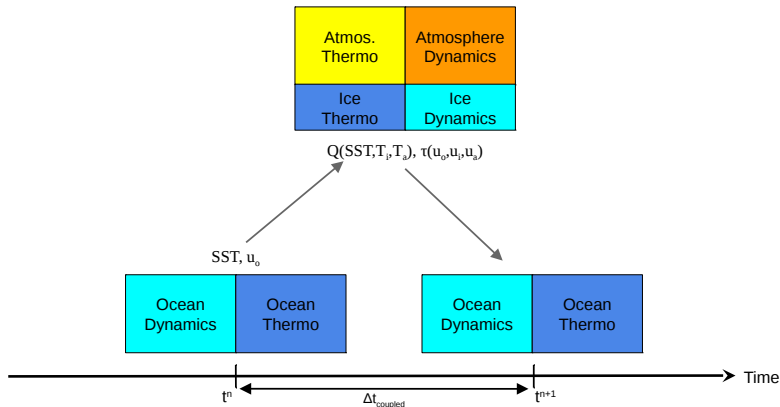 Atmos.
Thermo
Atmosphere
Dynamics
Ice
Thermo
Ice
Dynamics
Q(SST,Tᵢ,Tₐ), τ(uₒ,uᵢ,uₐ)
SST, uₒ
Ocean
Dynamics
Ocean
Thermo
Ocean
Dynamics
Ocean
Thermo
Time
tⁿ
Δt_coupled
tⁿ⁺¹